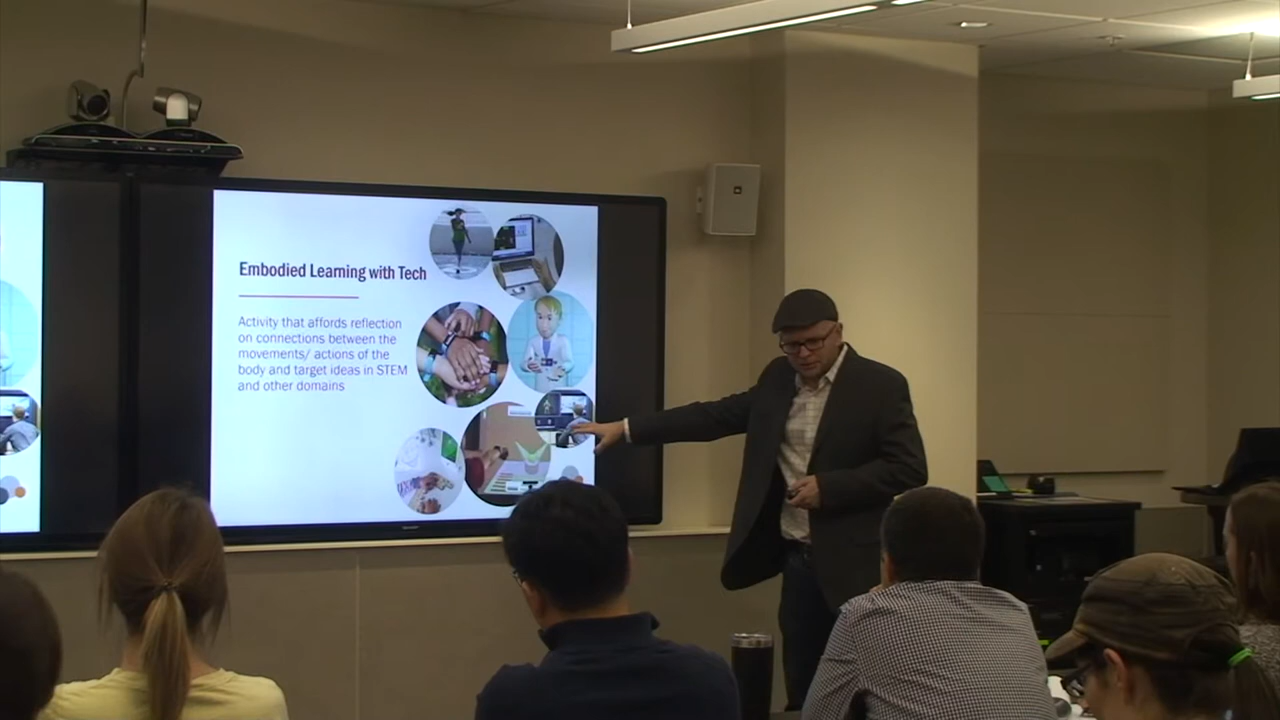 Embodied Learning with Tech
Activity that affords reflection
on connections between the
movements/ actions of the
body and target ideas in STEM
and other domains